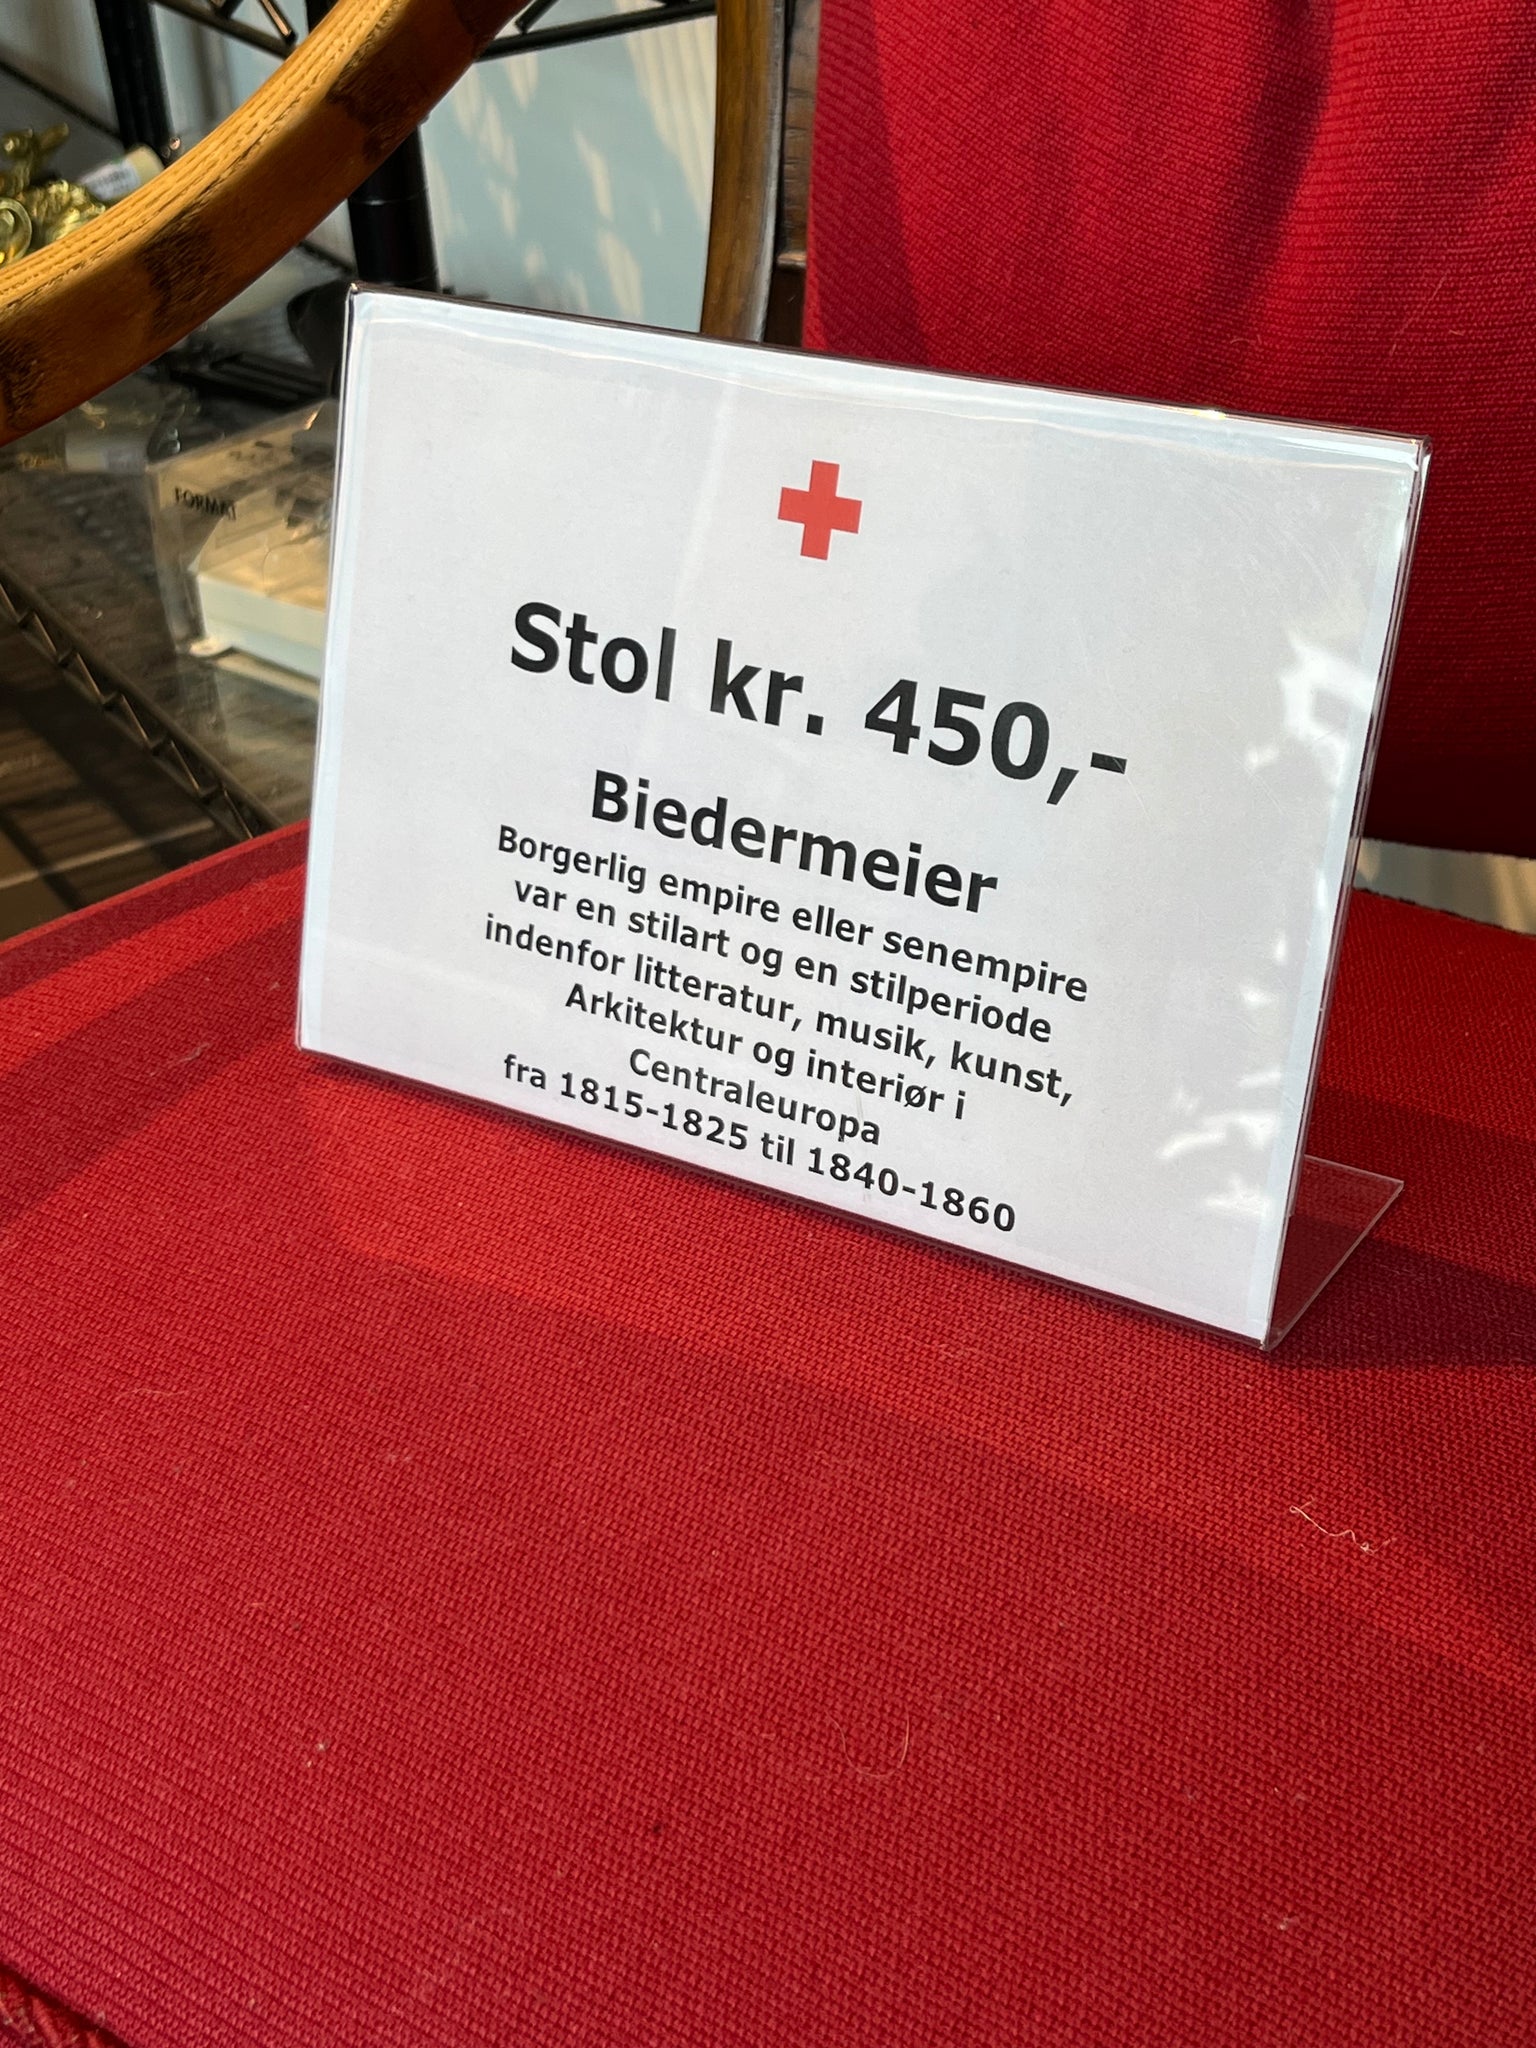 FORMAT
Stol kr. 450,-
Biedermeier
Borgerlig empire eller senempire
var en stilart og en stilperiode
indenfor litteratur, musik, kunst,
Arkitektur og interiør i
Centraleuropa
fra 1815-1825 til 1840-1860